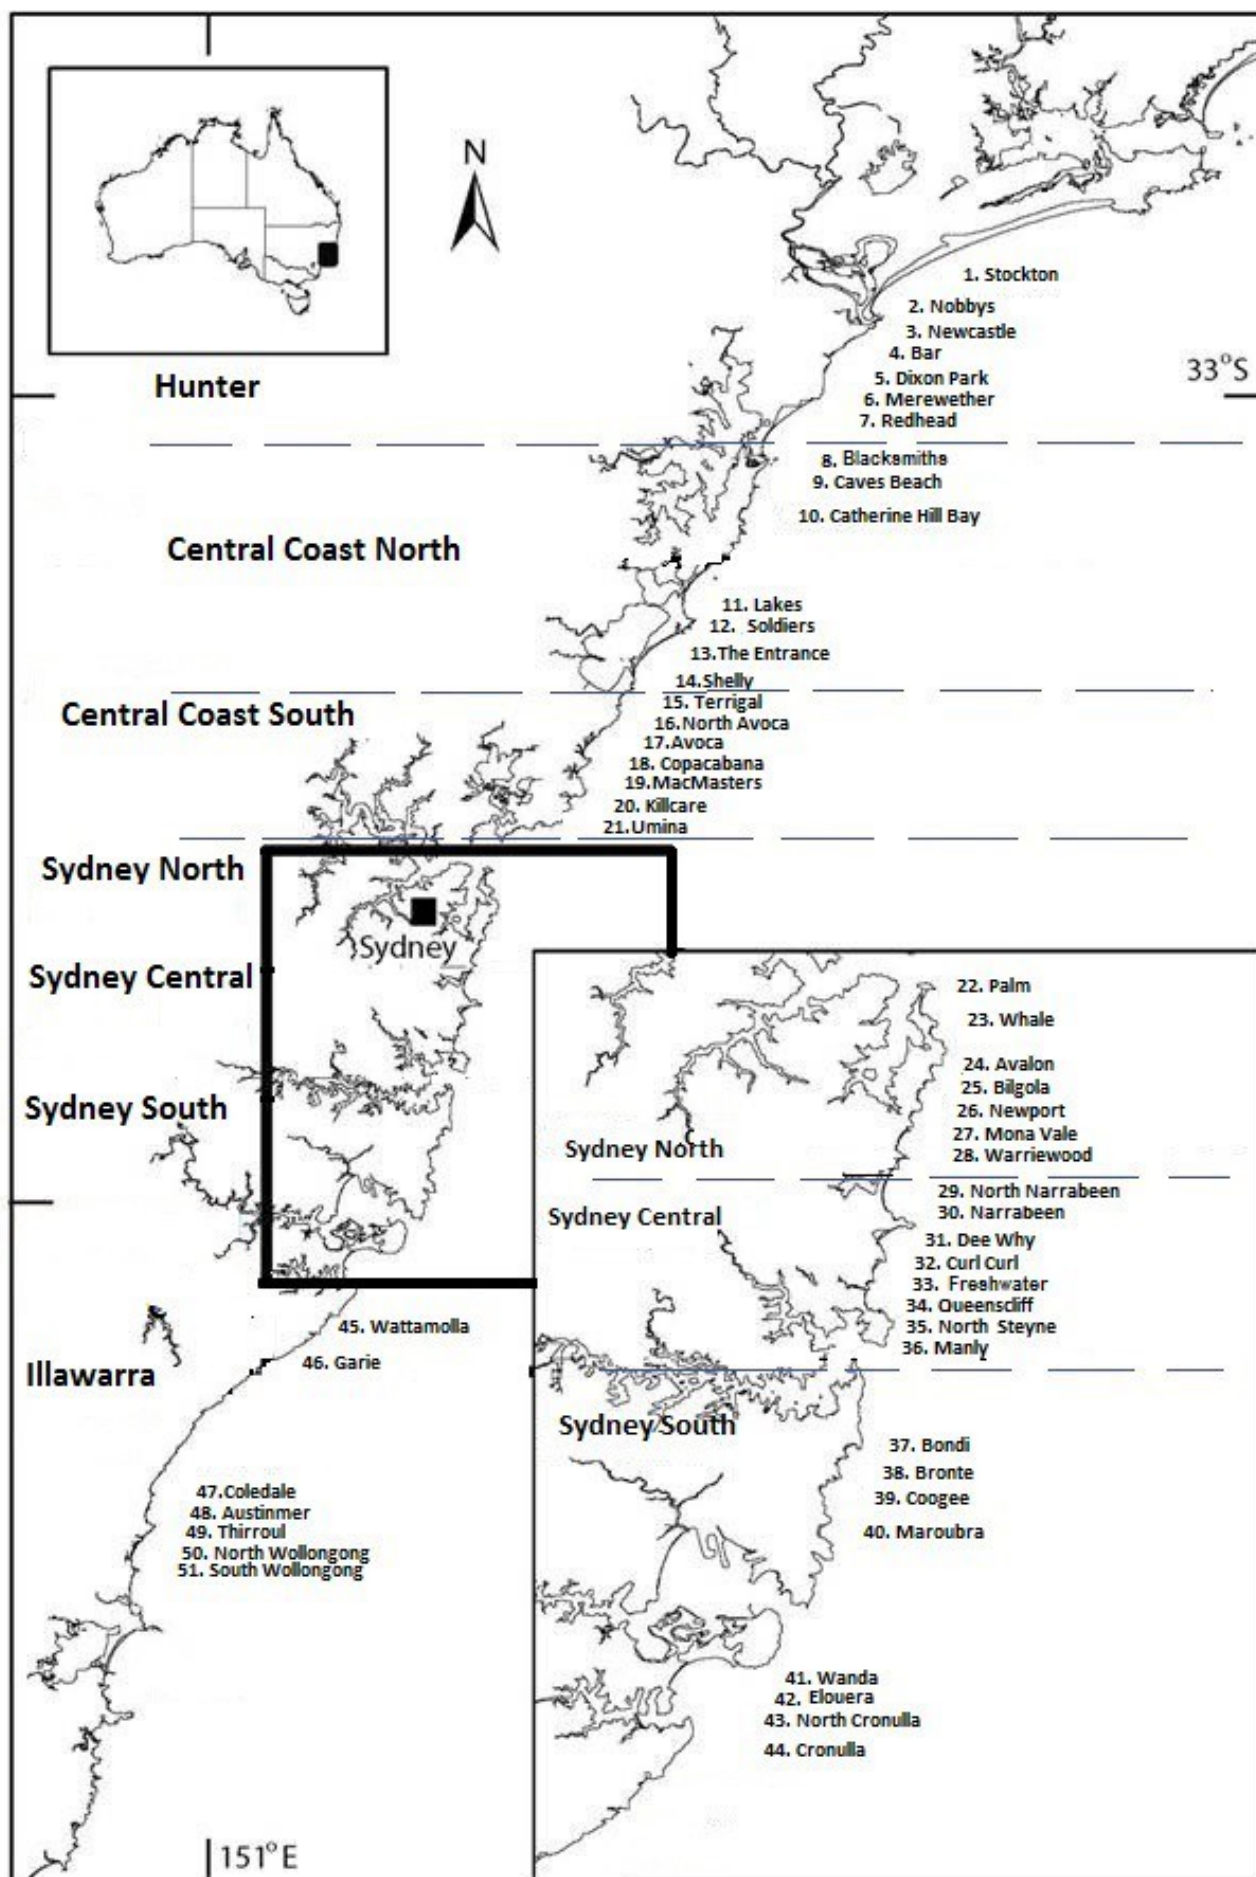 N
1. Stockton
2. Nobbys
3. Newcastle
4. Bar
33°S
5. Dixon Park
Hunter
6. Merewether
7. Redhead
8. Blacksmiths
9. Caves Beach
10. Catherine Hill Bay
Central Coast North
11. Lakes
12. Soldiers
13.The Entrance
14.Shelly
Central Coast South
15. Terrigal
16.North Avoca
17.Avoca
18. Copacabana
19.MacMasters
20. Killcare
21.Umina
Sydney North
Sydney
Sydney Central
Sydney South
22. Palm
23. Whale
24. Avalon
25. Bilgola
26. Newport
27. Mona Vale
28. Warriewood
Sydney North
29. North Narrabeen
30. Narrabeen
Sydney Central
31. Dee Why
32. Curl Curl
33. Freshwater
34. Queenscliff
35. North Steyne
36. Manly
45. Wattamolla
46. Garie
Illawarra
Sydney South
37. Bondi
38. Bronte
39. Coogee
40. Maroubra
47.Coledale
48. Austinmer
49. Thirroul
50. North Wollongong
51. South Wollongong
41. Wanda
42. Elouera
43. North Cronulla
44. Cronulla
151°E